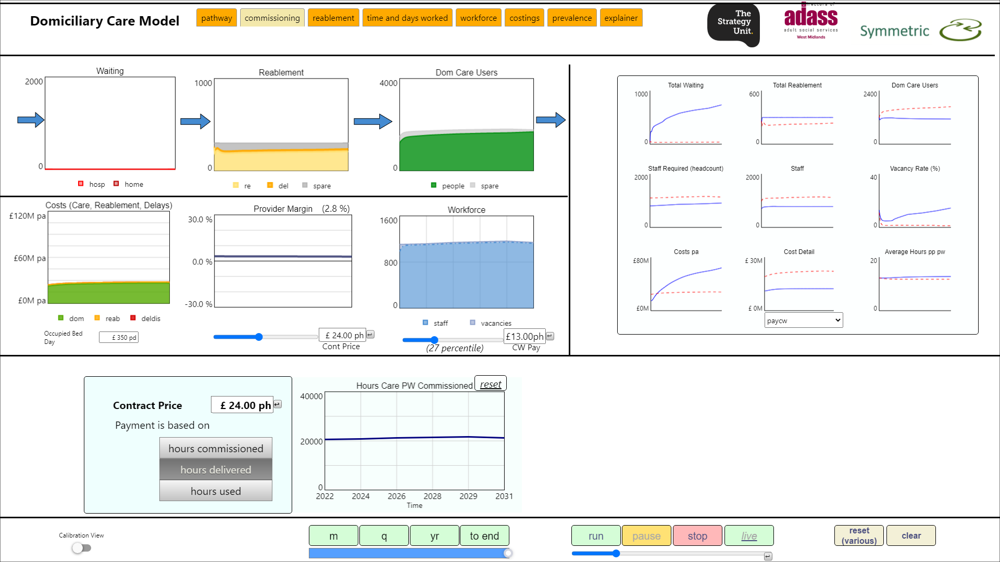 Domiciliary Care Model
pathway
commissioning
reablement
time and days worked
workforce
costings
prevalence
explainer
The
Strategy
Unit.
directors of
adass
adult social services
West Midlands
Symmetric
Waiting
2000
0
hosp
home
Reablement
1000
0
re
del
spare
Dom Care Users
4000
0
people
spare
Costs (Care, Reablement, Delays)
£120M pa
£60M pa
£0M pa
dom
reab
deldis
Occupied Bed
Day
£ 350 pd
Provider Margin (2.8 %)
30.0 %
0.0 %
-30.0 %
£ 24.00 ph
Cont Price
Workforce
1600
800
0
staff
vacancies
£13.00ph
(27 percentile)
CW Pay
Total Waiting
1000
0
Total Reablement
600
0
Dom Care Users
2400
0
Staff Required (headcount)
2000
0
Staff
2000
0
Vacancy Rate (%)
40
0
Costs pa
£80M
£0M
Cost Detail
£ 30M
£ 0M
paycw
Average Hours pp pw
20
0
Contract Price
£ 24.00 ph
Payment is based on
hours commissioned
hours delivered
hours used
Hours Care PW Commissioned
reset
40000
20000
0
2022 2024 2026 2028 2029 2031
Time
Calibration View
m
q
yr
to end
run
pause
stop
live
reset
(various)
clear